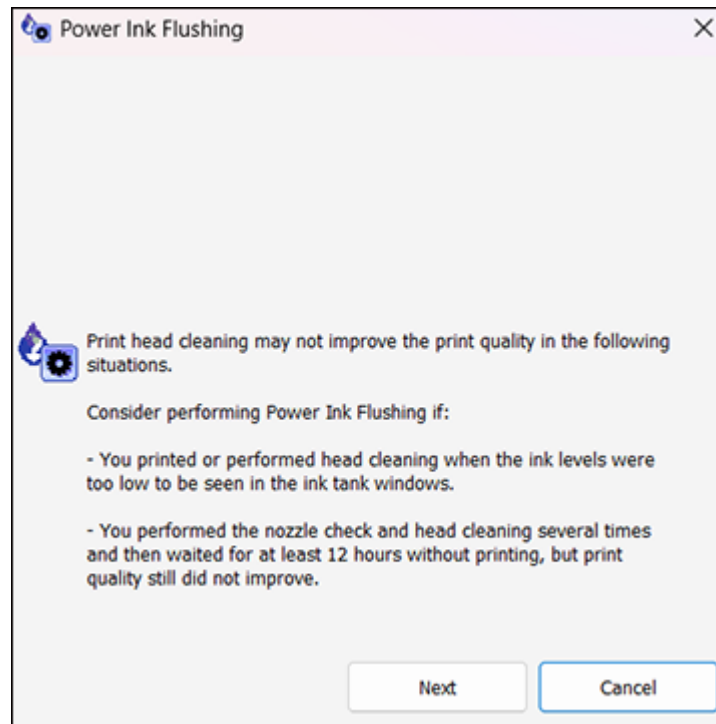 Power Ink Flushing
Print head cleaning may not improve the print quality in the following
situations.
Consider performing Power Ink Flushing if:
- You printed or performed head cleaning when the ink levels were
too low to be seen in the ink tank windows.
- You performed the nozzle check and head cleaning several times
and then waited for at least 12 hours without printing, but print
quality still did not improve.
Next
Cancel